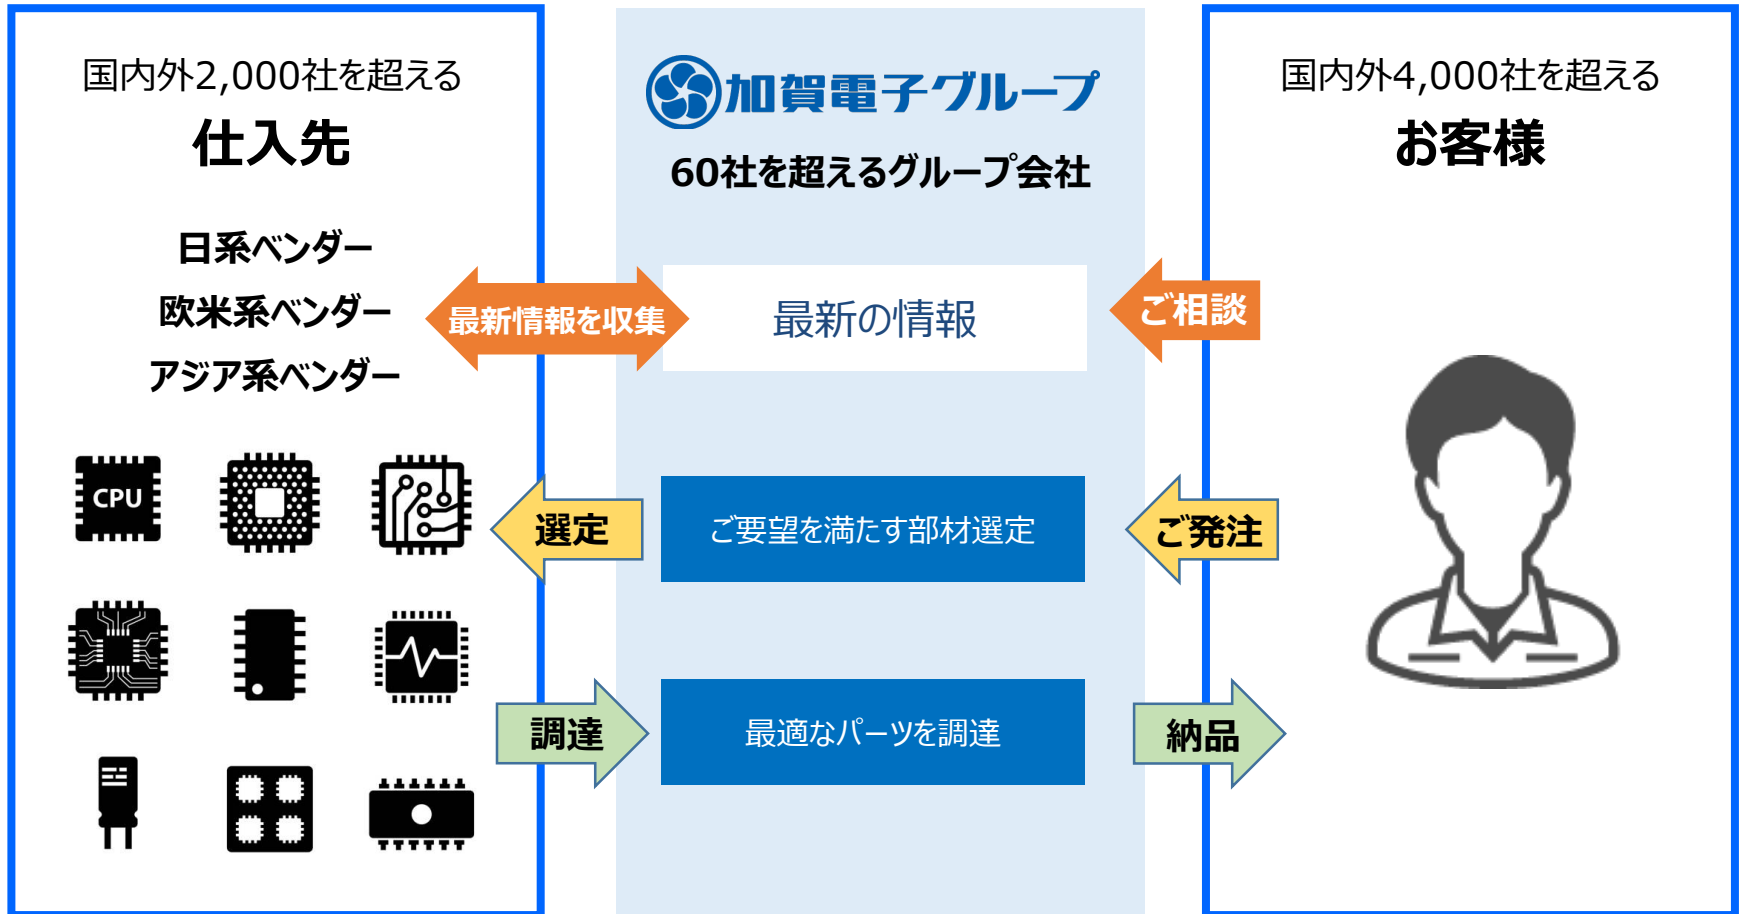 国内外2,000社を超える
仕入先
日系ベンダー
欧米系ベンダー
アジア系ベンダー
CPU
加賀電子グループ
60社を超えるグループ会社
最新情報を収集
最新の情報
ご相談
選定
ご要望を満たす部材選定
ご発注
調達
最適なパーツを調達
納品
国内外4,000社を超える
お客様